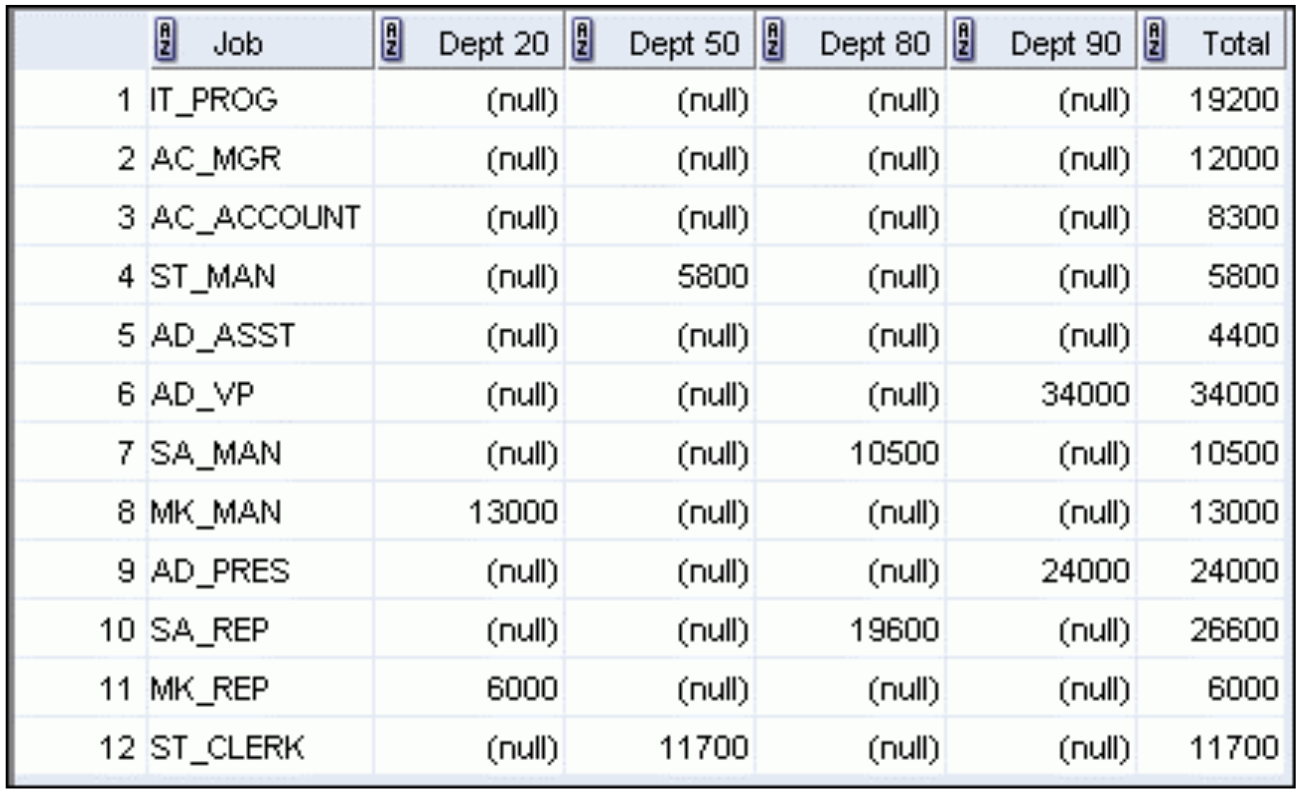 Job Dept 20 Dept 50 Dept 80 Dept 90 Total
1 IT_PROG (null) (null) (null) (null) 19200
2 AC_MGR (null) (null) (null) (null) 12000
3 AC_ACCOUNT (null) (null) (null) (null) 8300
4 ST_MAN (null) 5800 (null) (null) 5800
5 AD_ASST (null) (null) (null) (null) 4400
6 AD_VP (null) (null) (null) 34000 34000
7 SA_MAN (null) (null) 10500 (null) 10500
8 MK_MAN 13000 (null) (null) (null) 13000
9 AD_PRES (null) (null) (null) 24000 24000
10 SA_REP (null) (null) 19600 (null) 26600
11 MK_REP 6000 (null) (null) (null) 6000
12 ST_CLERK (null) 11700 (null) (null) 11700